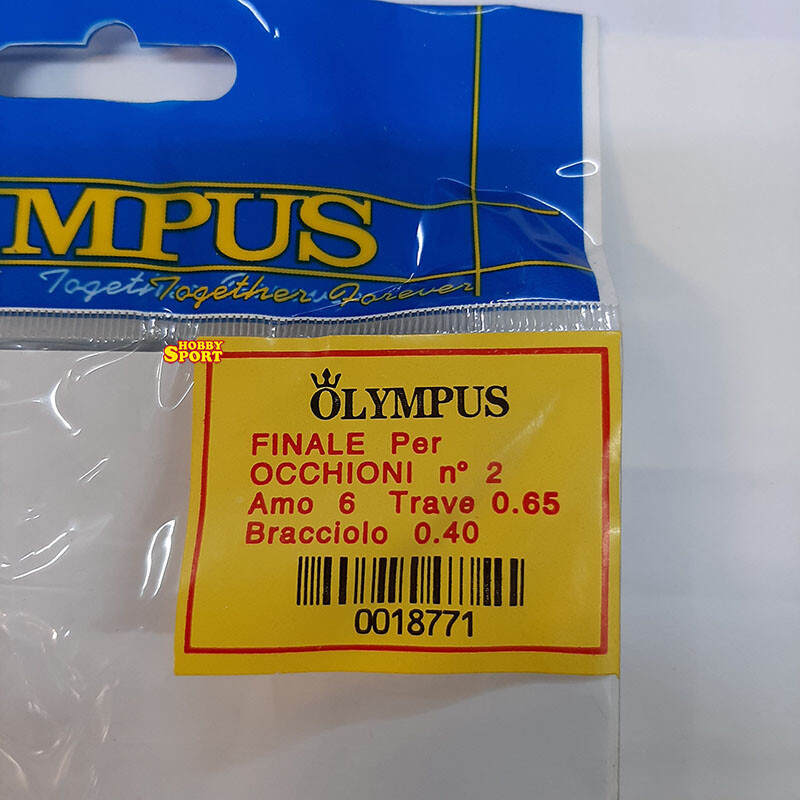 MPUS
Together Forever
HOBBY
SPORT
OLYMPUS
FINALE Per
OCCHIONI n° 2
Amo 6 Trave 0.65
Bracciolo 0.40
0018771